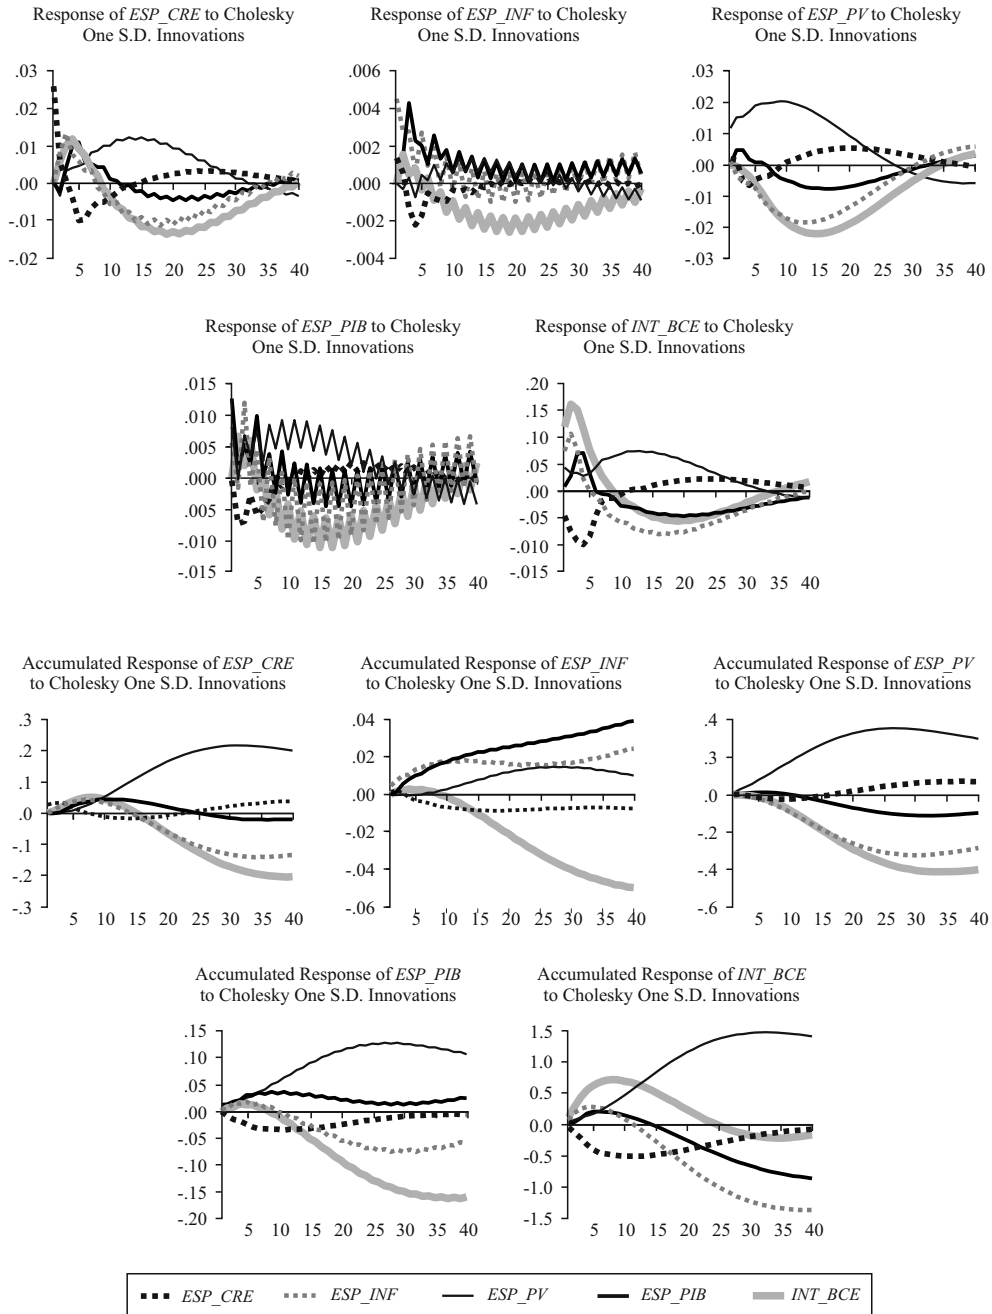 Response of ESP_CRE to Cholesky
One S.D. Innovations
.03
.02
.01
.00
-.01
-.02
5 10 15 20 25 30 35 40
Response of ESP_INF to Cholesky
One S.D. Innovations
.006
.004
.002
.000
-.002
-.004
5 10 15 20 25 30 35 40
Response of ESP_PV to Cholesky
One S.D. Innovations
.03
.02
.01
.00
-.01
-.02
-.03
5 10 15 20 25 30 35 40
Response of ESP_PIB to Cholesky
One S.D. Innovations
.015
.010
.005
.000
-.005
-.010
-.015
5 10 15 20 25 30 35 40
Response of INT_BCE to Cholesky
One S.D. Innovations
.20
.15
.10
.05
.00
-.05
-.010
-.015
5 10 15 20 25 30 35 40
Accumulated Response of ESP_CRE
to Cholesky One S.D. Innovations
.3
.2
.1
.0
-.1
-.2
-.3
5 10 15 20 25 30 35 40
Accumulated Response of ESP_INF
to Cholesky One S.D. Innovations
.04
.02
.00
-.02
-.04
-.06
5 10 15 20 25 30 35 40
Accumulated Response of ESP_PV
to Cholesky One S.D. Innovations
.4
.3
.0
-.2
-.4
-.6
5 10 15 20 25 30 35 40
Accumulated Response of ESP_PIB
to Cholesky One S.D. Innovations
.15
.10
.05
.00
-.05
-.10
-.15
-.20
5 10 15 20 25 30 35 40
Accumulated Response of INT_BCE
to Cholesky One S.D. Innovations
1.5
1.0
0.5
0.0
-0.5
-1.0
-1.5
5 10 15 20 25 30 35 40
ESP_CRE ESP_INF ESP_PV ESP_PIB INT_BCE